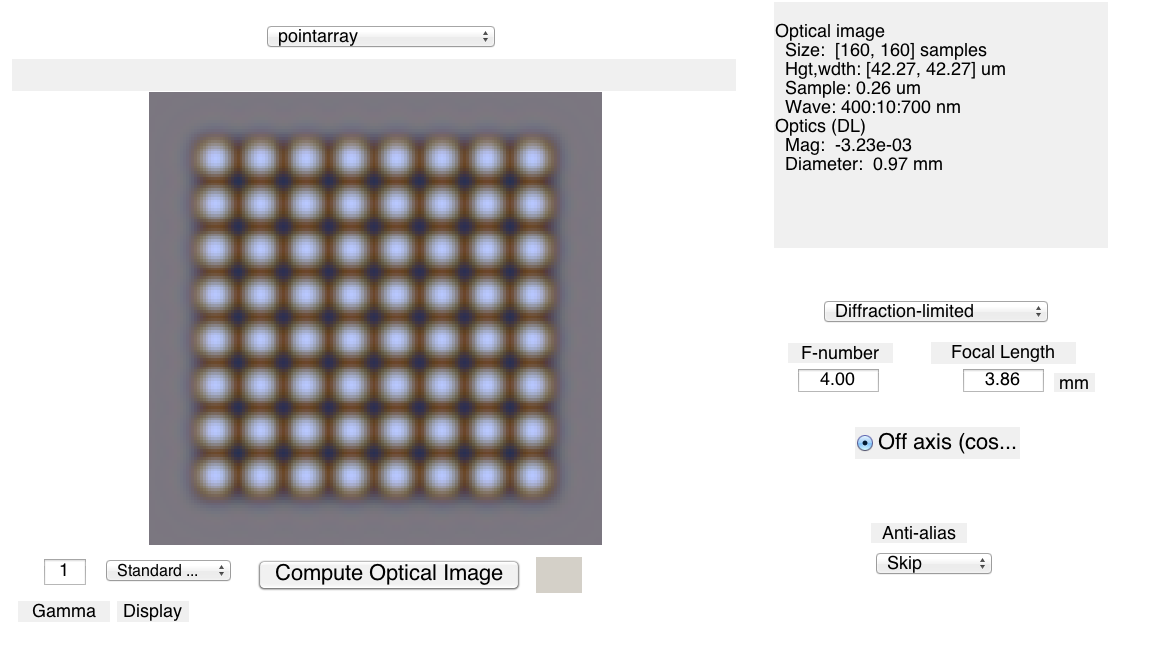 pointarray
Optical image
Size: [160, 160] samples
Hgt,wdth: [42.27, 42.27] um
Sample: 0.26 um
Wave: 400:10:700 nm
Optics (DL)
Mag: -3.23e-03
Diameter: 0.97 mm
Diffraction-limited
F-number
Focal Length
4.00
3.86
mm
Off axis (cos...
Anti-alias
Skip
1
Standard ...
Compute Optical Image
Gamma
Display